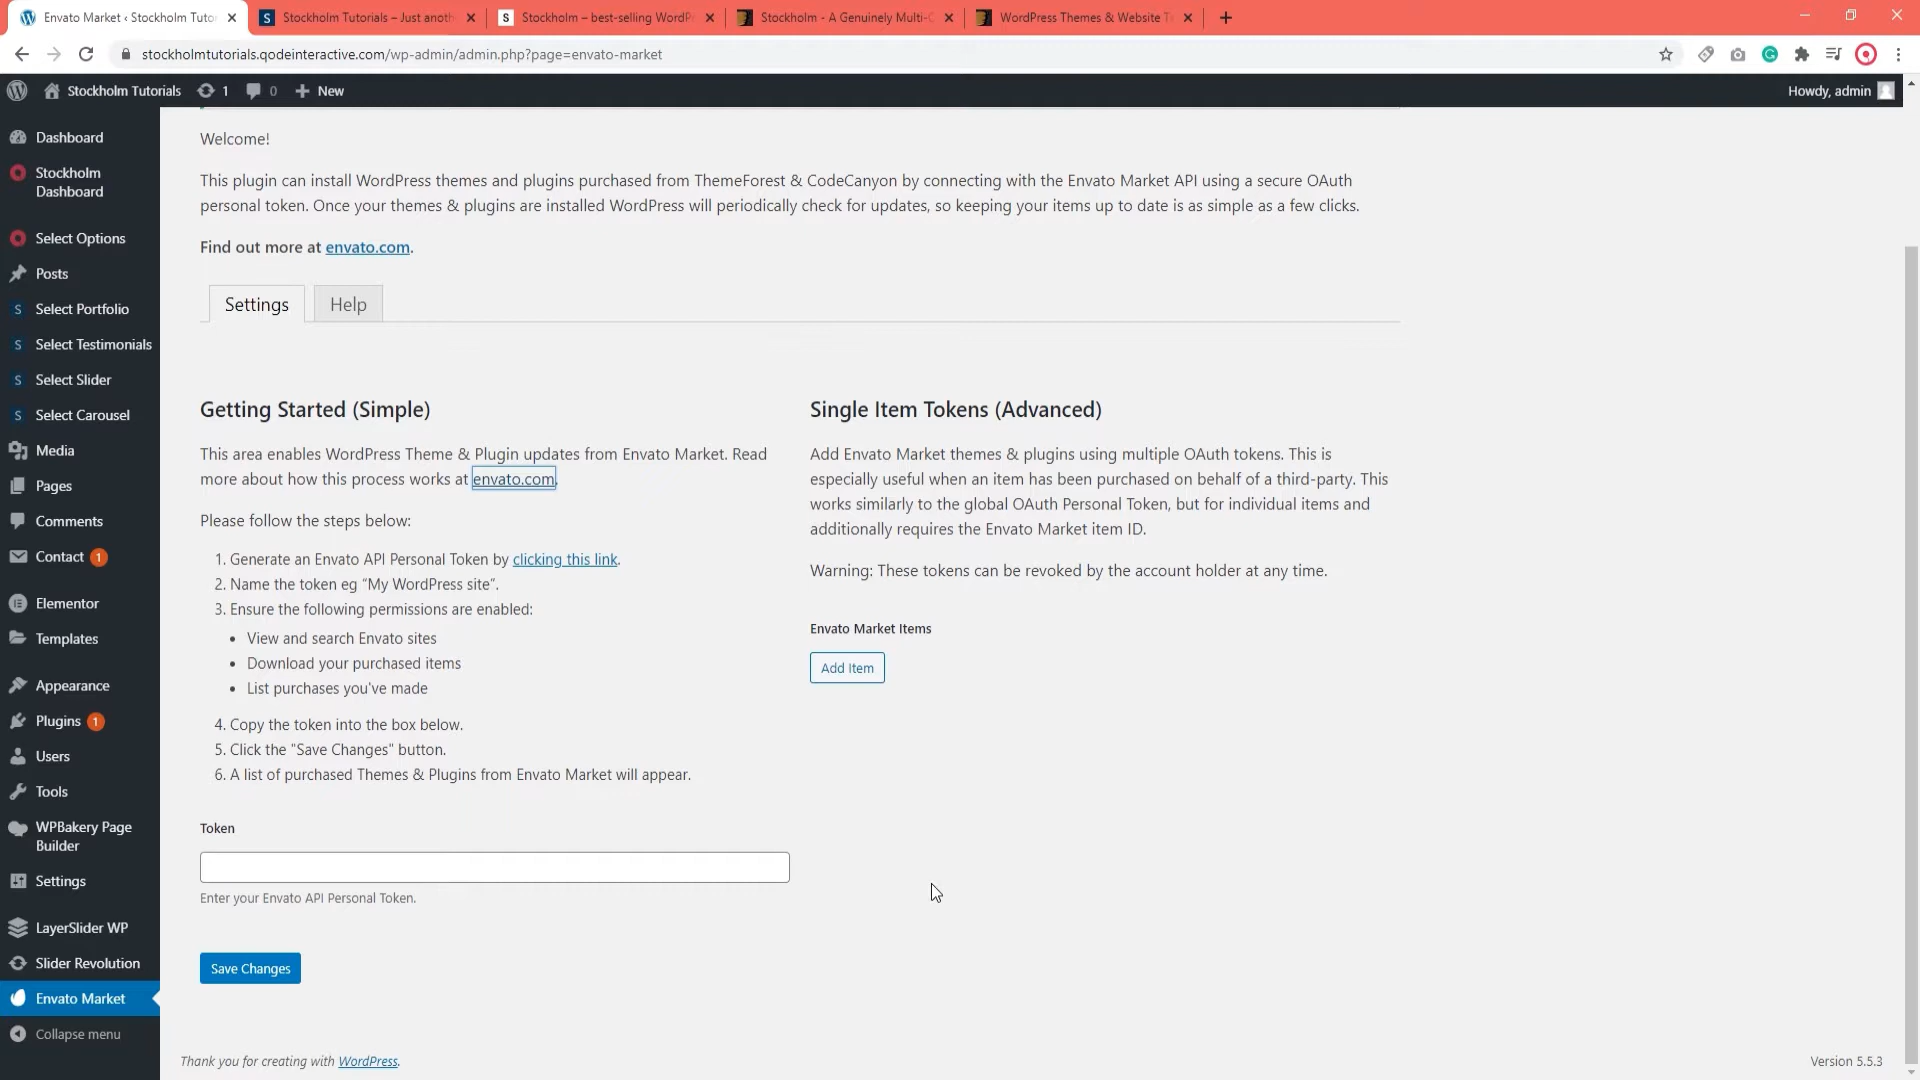 Envato Market ‹ Stockholm Tutor
Stockholm Tutorials – Just anoth
Stockholm – best-selling WordPr
Stockholm - A Genuinely Multi-C
WordPress Themes & Website T
stockholmtutorials.qodeinteractive.com/wp-admin/admin.php?page=envato-market
Stockholm Tutorials
1
0
New
Howdy, admin
Dashboard
Stockholm
Dashboard
Select Options
Posts
Select Portfolio
Select Testimonials
Select Slider
Select Carousel
Media
Pages
Comments
Contact 1
Elementor
Templates
Appearance
Plugins 1
Users
Tools
WPBakery Page
Builder
Settings
LayerSlider WP
Slider Revolution
Envato Market
Collapse menu
Welcome!
This plugin can install WordPress themes and plugins purchased from ThemeForest & CodeCanyon by connecting with the Envato Market API using a secure OAuth
personal token. Once your themes & plugins are installed WordPress will periodically check for updates, so keeping your items up to date is as simple as a few clicks.
Find out more at envato.com.
Settings
Help
Getting Started (Simple)
This area enables WordPress Theme & Plugin updates from Envato Market. Read
more about how this process works at envato.com.
Please follow the steps below:
1. Generate an Envato API Personal Token by clicking this link.
2. Name the token eg “My WordPress site”.
3. Ensure the following permissions are enabled:
• View and search Envato sites
• Download your purchased items
• List purchases you've made
4. Copy the token into the box below.
5. Click the "Save Changes" button.
6. A list of purchased Themes & Plugins from Envato Market will appear.
Token
Enter your Envato API Personal Token.
Save Changes
Single Item Tokens (Advanced)
Add Envato Market themes & plugins using multiple OAuth tokens. This is
especially useful when an item has been purchased on behalf of a third-party. This
works similarly to the global OAuth Personal Token, but for individual items and
additionally requires the Envato Market item ID.
Warning: These tokens can be revoked by the account holder at any time.
Envato Market Items
Add Item
Thank you for creating with WordPress.
Version 5.5.3